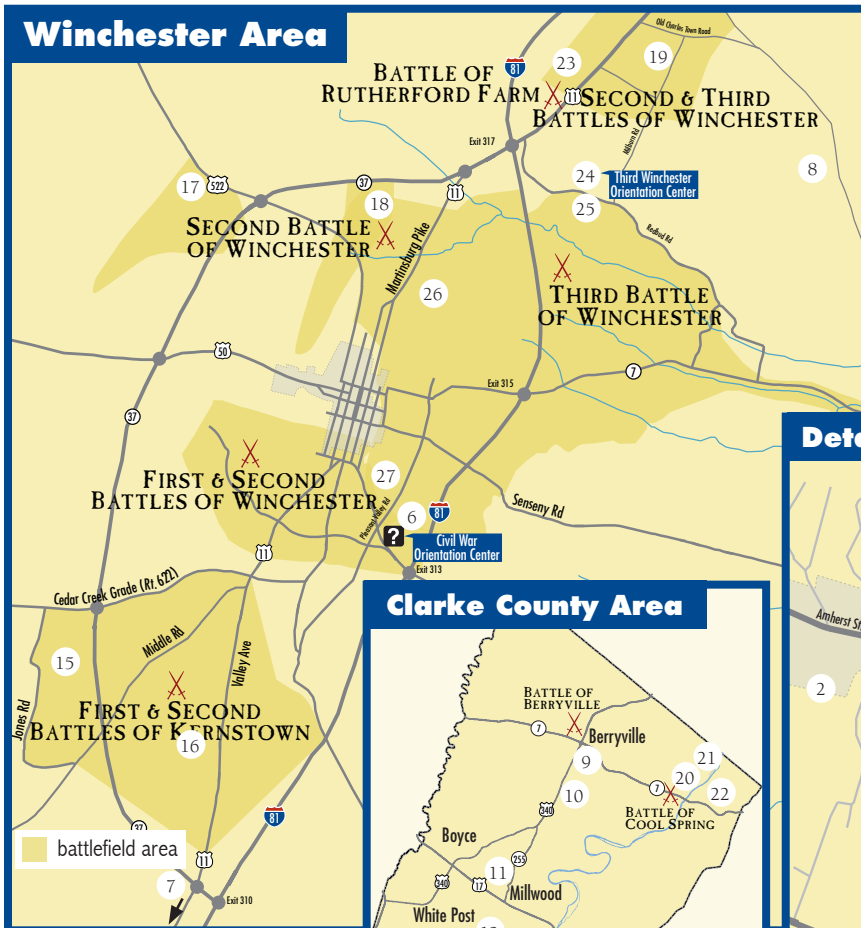 Winchester Area
Old Charles Town Road
19
23
81
BATTLE OF
RUTHERFORD FARM
11
SECOND & THIRD
BATTLES OF WINCHESTER
Exit 317
Milburn Rd
8
24
Third Winchester
Orientation Center
25
17
522
37
18
11
SECOND BATTLE
OF WINCHESTER
Martinsburg Pike
Redbud Rd
26
THIRD BATTLE
OF WINCHESTER
50
7
Exit 315
37
FIRST & SECOND
BATTLES OF WINCHESTER
27
Pleasant Valley Rd
6
81
?
Civil War
Orientation Center
Exit 313
Senseny Rd
11
Cedar Creek Grade (Rt. 622)
Middle Rd
Valley Ave
15
Jones Rd
FIRST & SECOND
BATTLES OF KERNSTOWN
16
37
81
battlefield area
11
7
Exit 310
Clarke County Area
BATTLE OF
BERRYVILLE
7
Berryville
9
21
20
7
22
10
BATTLE OF
COOL SPRING
340
Boyce
255
11
340
17
Millwood
White Post
Deta
Amherst St.
2